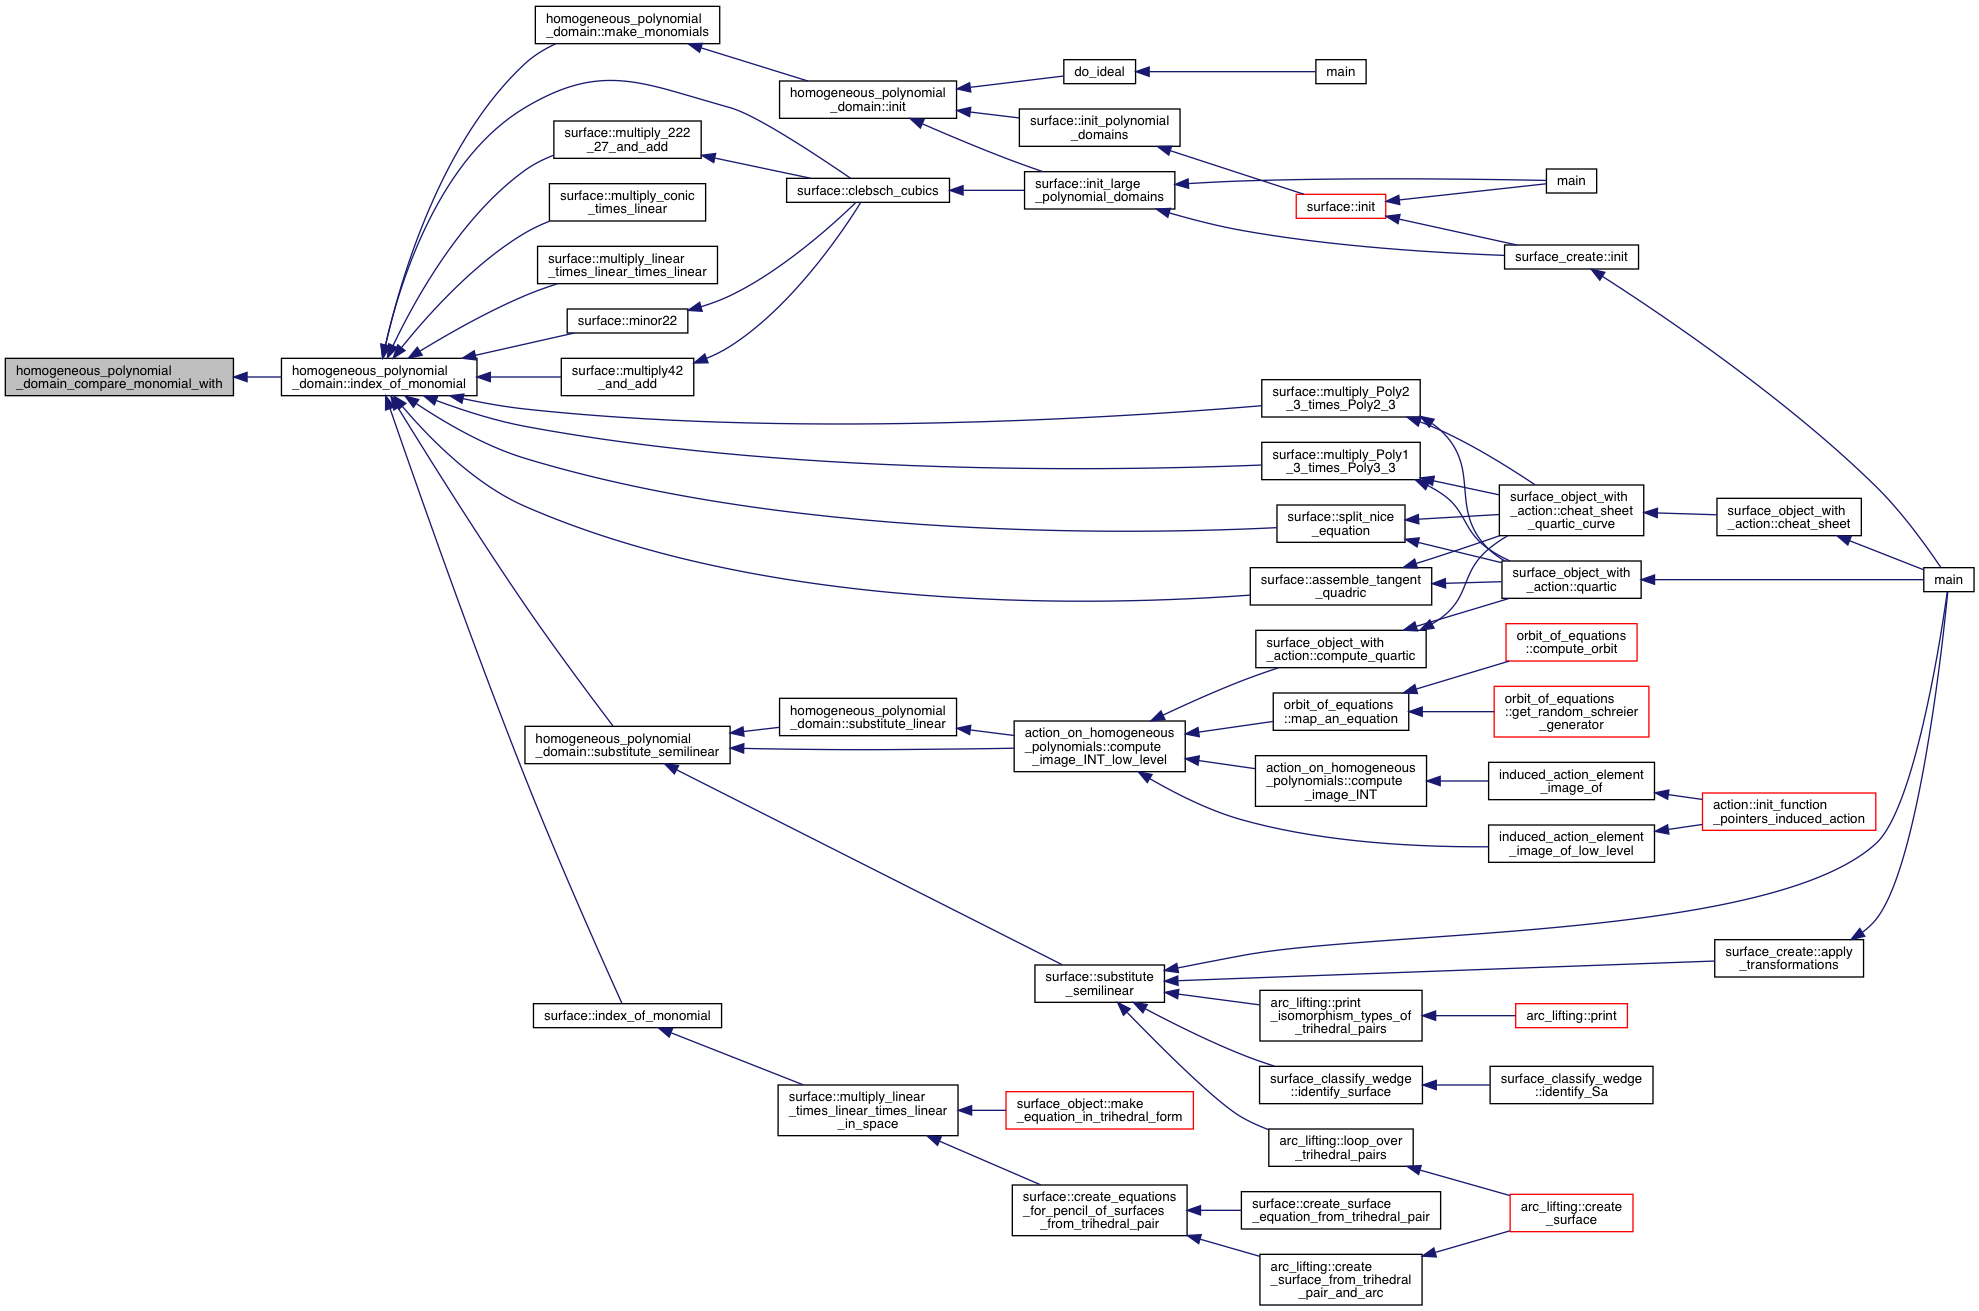 homogeneous_polynomial
_domain_compare_monomial_with
homogeneous_polynomial
_domain::index_of_monomial
homogeneous_polynomial
_domain::make_monomials
surface::multiply_222
_27_and_add
surface::multiply_conic
_times_linear
surface::multiply_linear
_times_linear_times_linear
surface::minor22
surface::multiply42
_and_add
homogeneous_polynomial
_domain::init
surface::clebsch_cubics
do_ideal
main
surface::init_polynomial
_domains
surface::init_large
_polynomial_domains
surface::init
main
surface_create::init
surface::multiply_Poly2
_3_times_Poly2_3
surface::multiply_Poly1
_3_times_Poly3_3
surface::split_nice
_equation
surface::assemble_tangent
_quadric
surface_object_with
_action::compute_quartic
surface_object_with
_action::cheat_sheet
_quartic_curve
surface_object_with
_action::quartic
surface_object_with
_action::cheat_sheet
main
homogeneous_polynomial
_domain::substitute_semilinear
homogeneous_polynomial
_domain::substitute_linear
action_on_homogeneous
_polynomials::compute
_image_INT_low_level
orbit_of_equations
::map_an_equation
orbit_of_equations
::compute_orbit
orbit_of_equations
::get_random_schreier
_generator
action_on_homogeneous
_polynomials::compute
_image_INT
induced_action_element
_image_of
induced_action_element
_image_of_low_level
action::init_function
_pointers_induced_action
surface::substitute
_semilinear
surface_create::apply
_transformations
arc_lifting::print
_isomorphism_types_of
_trihedral_pairs
arc_lifting::print
surface_classify_wedge
::identify_surface
surface_classify_wedge
::identify_Sa
arc_lifting::loop_over
_trihedral_pairs
surface::index_of_monomial
surface::multiply_linear
_times_linear_times_linear
_in_space
surface_object::make
_equation_in_trihedral_form
surface::create_equations
_for_pencil_of_surfaces
_from_trihedral_pair
surface::create_surface
_equation_from_trihedral_pair
arc_lifting::create
_surface_from_trihedral
_pair_and_arc
arc_lifting::create
_surface